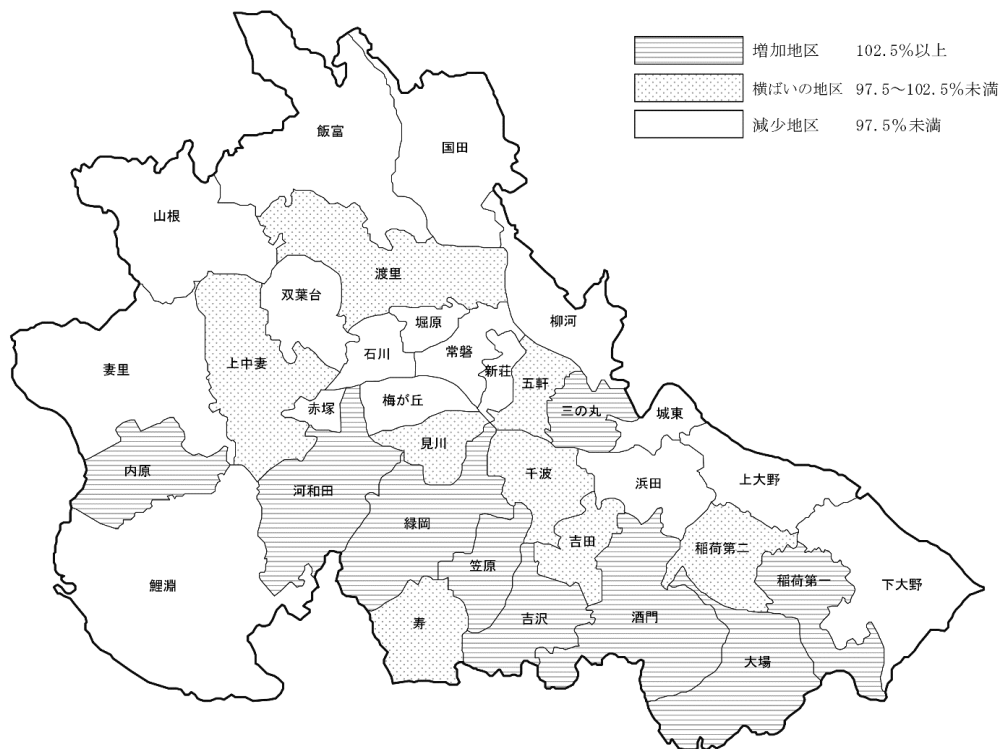 増加地区 102.5%以上
横ばいの地区 97.5～102.5%未満
減少地区 97.5%未満
飯富
国田
山根
渡里
双葉台
柳河
堀原
石川
常磐
妻里
上中妻
新荘
五軒
梅が丘
赤塚
三の丸
城東
見川
内原
千波
上大野
浜田
河和田
緑岡
吉田
稲荷第二
笠原
稲荷第一
下大野
鯉淵
寿
吉沢
酒門
大場